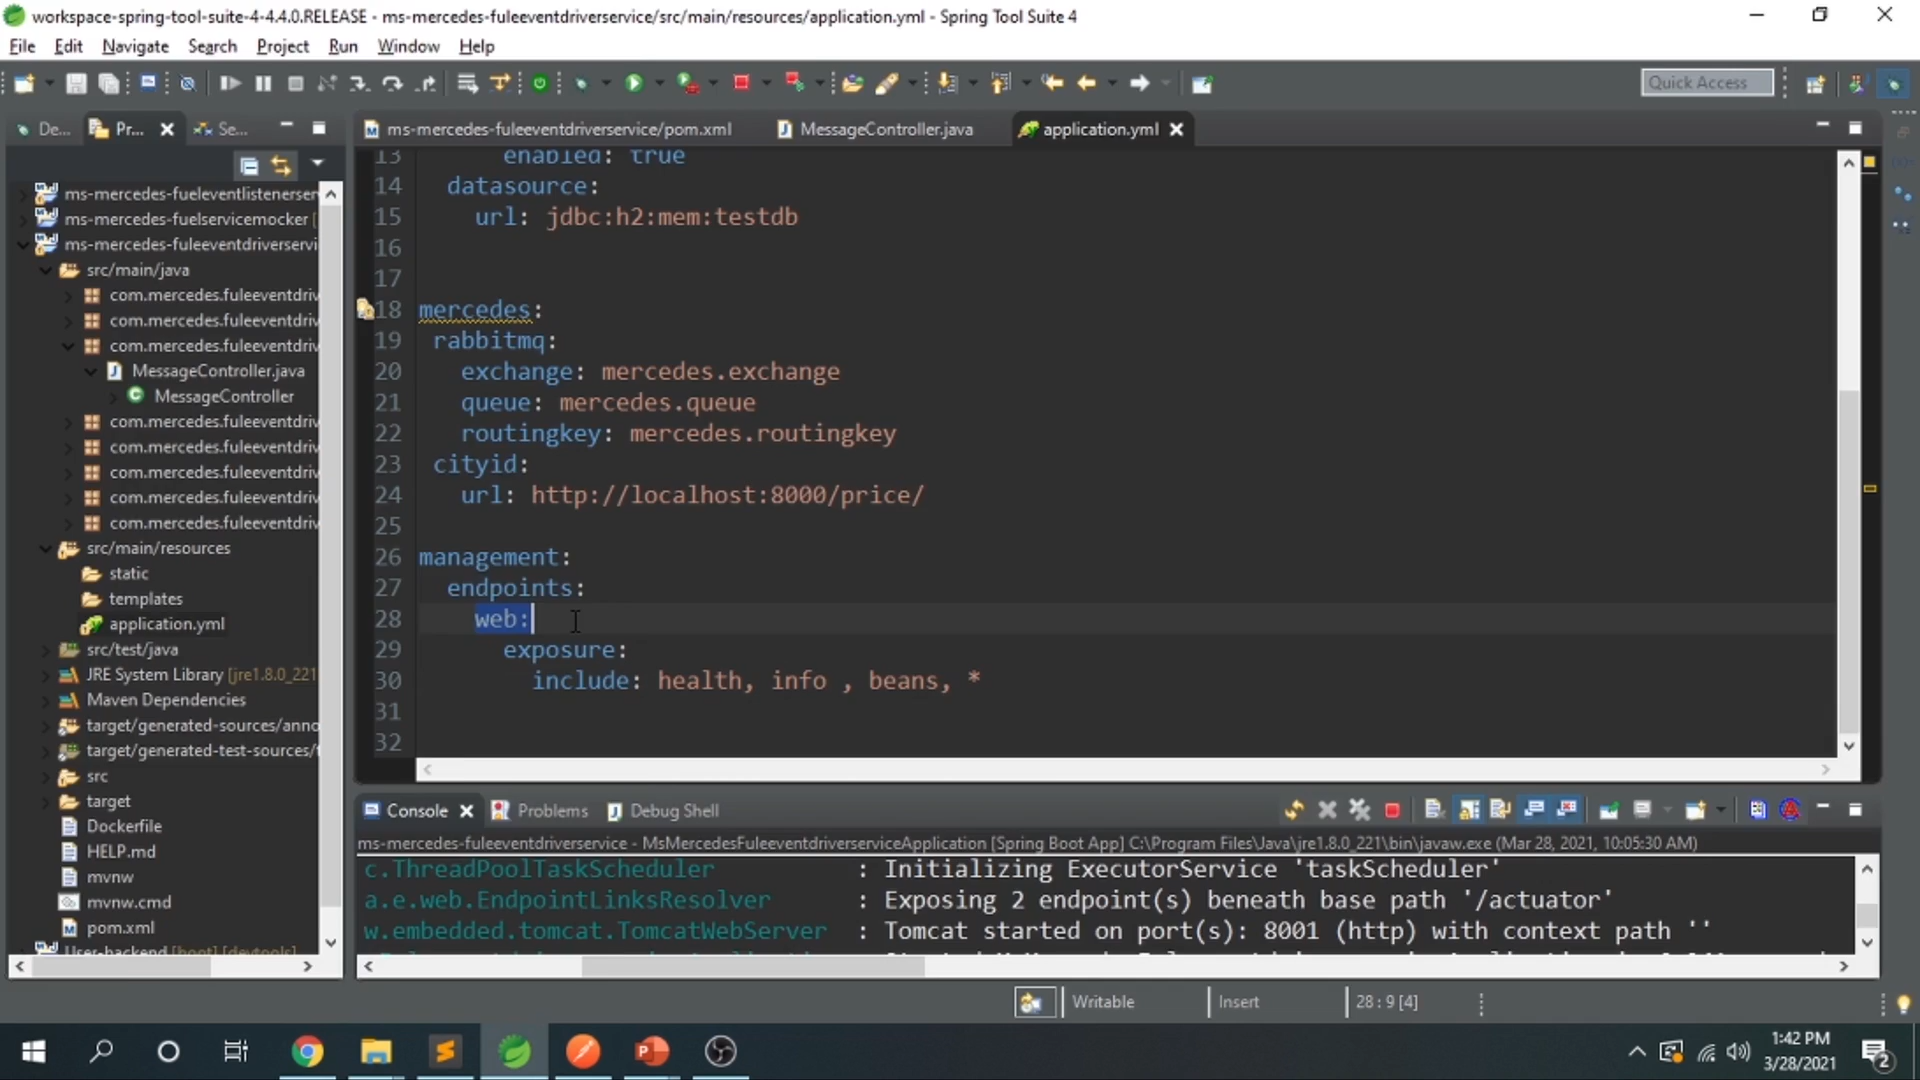 workspace-spring-tool-suite-4-4.4.0.RELEASE - ms-mercedes-fuleeventdriverservice/src/main/resources/application.yml - Spring Tool Suite 4
File Edit Navigate Search Project Run Window Help
Quick Access
De... Pr... Se...
ms-mercedes-fuleeventdriverservice/pom.xml MessageController.java application.yml
ms-mercedes-fueleventlistenerser
ms-mercedes-fuelservicemocker [
ms-mercedes-fuleeventdriverservi
src/main/java
com.mercedes.fuleeventdriv
com.mercedes.fuleeventdriv
com.mercedes.fuleeventdriv
MessageController.java
MessageController
com.mercedes.fuleeventdriv
com.mercedes.fuleeventdriv
com.mercedes.fuleeventdriv
com.mercedes.fuleeventdriv
com.mercedes.fuleeventdriv
src/main/resources
static
templates
application.yml
src/test/java
JRE System Library [jre1.8.0_221
Maven Dependencies
target/generated-sources/anno
target/generated-test-sources/t
src
target
Dockerfile
HELP.md
mvnw
mvnw.cmd
pom.xml
User-backend [boot] [devtools]
13 enabled: true
14 datasource:
15 url: jdbc:h2:mem:testdb
16
17
18 mercedes:
19 rabbitmq:
20 exchange: mercedes.exchange
21 queue: mercedes.queue
22 routingkey: mercedes.routingkey
23 cityid:
24 url: http://localhost:8000/price/
25
26 management:
27 endpoints:
28 web:
29 exposure:
30 include: health, info , beans, *
31
32
Console Problems Debug Shell
ms-mercedes-fuleeventdriverservice - MsMercedesFuleeventdriverserviceApplication [Spring Boot App] C:\Program Files\Java\jre1.8.0_221\bin\javaw.exe (Mar 28, 2021, 10:05:30 AM)
c.ThreadPoolTaskScheduler : Initializing ExecutorService 'taskScheduler'
a.e.web.EndpointLinksResolver : Exposing 2 endpoint(s) beneath base path '/actuator'
w.embedded.tomcat.TomcatWebServer : Tomcat started on port(s): 8001 (http) with context path ''
Writable Insert 28 : 9 [4]
1:42 PM
3/28/2021
2